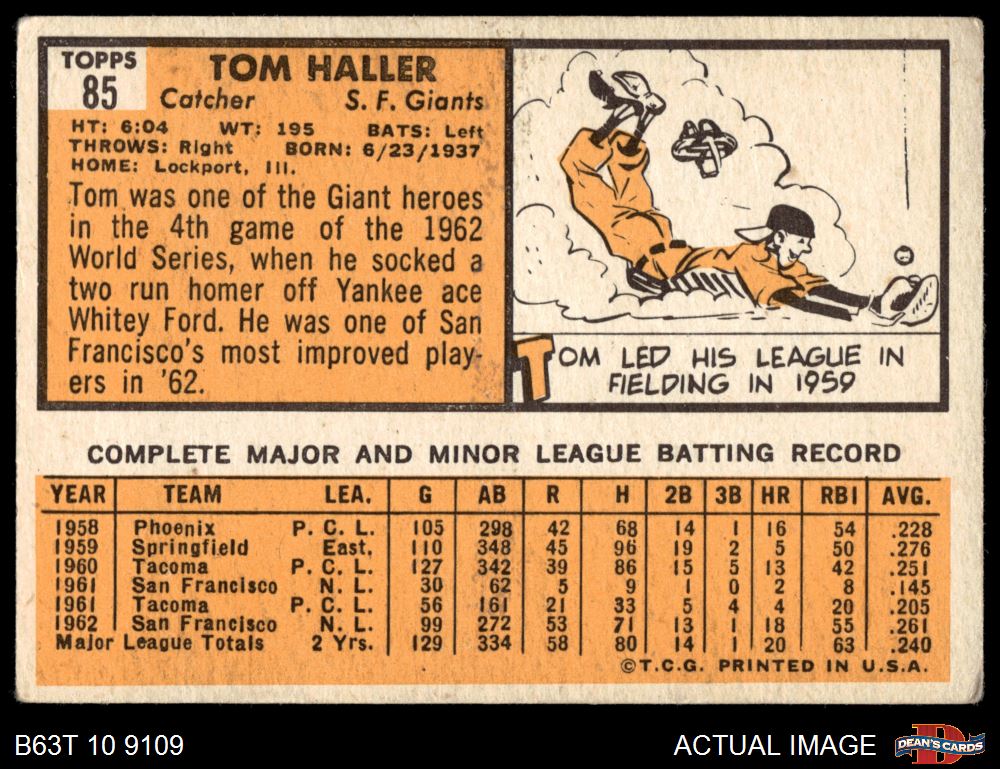 TOPPS
85
TOM HALLER
Catcher S. F. Giants
HT: 6:04 WT: 195 BATS: Left
THROWS: Right BORN: 6/23/1937
HOME: Lockport, Ill.
Tom was one of the Giant heroes
in the 4th game of the 1962
World Series, when he socked a
two run homer off Yankee ace
Whitey Ford. He was one of San
Francisco's most improved play-
ers in '62.
TOM LED HIS LEAGUE IN
FIELDING IN 1959
COMPLETE MAJOR AND MINOR LEAGUE BATTING RECORD
YEAR TEAM LEA. G AB R H 2B 3B HR RBI AVG.
1958 Phoenix P. C. L. 105 298 42 68 14 1 16 54 .228
1959 Springfield East. 110 348 45 96 19 2 5 50 .276
1960 Tacoma P. C. L. 127 342 39 86 15 5 13 42 .251
1961 San Francisco N. L. 30 62 5 9 1 0 2 8 .145
1961 Tacoma P. C. L. 56 161 21 33 5 4 4 20 .205
1962 San Francisco N. L. 99 272 53 71 13 1 18 55 .261
Major League Totals 2 Yrs. 129 334 58 80 14 1 20 63 .240
©T.C.G. PRINTED IN U.S.A.
B63T 10 9109 ACTUAL IMAGE DEAN'S CARDS